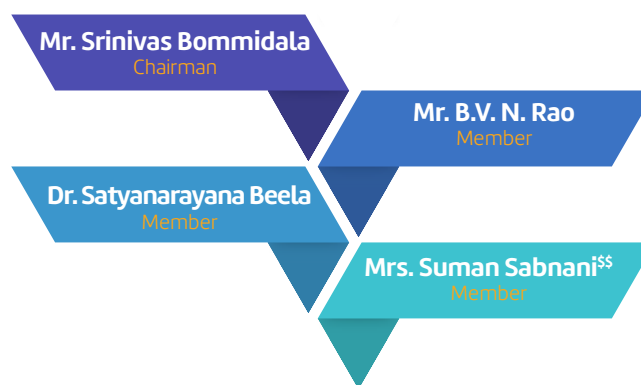 Mr. Srinivas Bommidala
Chairman
Mr. B.V. N. Rao
Member
Dr. Satyanarayana Beela
Member
Mrs. Suman Sabnani$$
Member